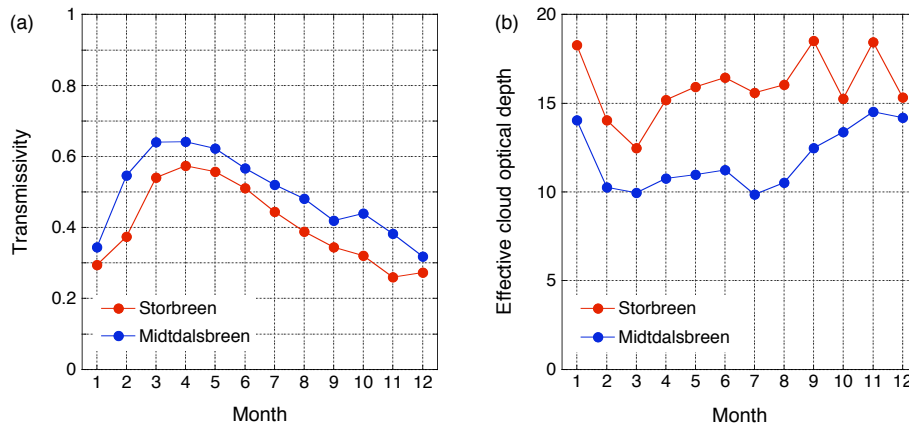 (a)
1
0.8
0.6
0.4
0.2
0
Transmissivity
Storbreen
Midtdalsbreen
1 2 3 4 5 6 7 8 9 10 11 12
Month
(b)
20
15
10
5
0
Effective cloud optical depth
Storbreen
Midtdalsbreen
1 2 3 4 5 6 7 8 9 10 11 12
Month